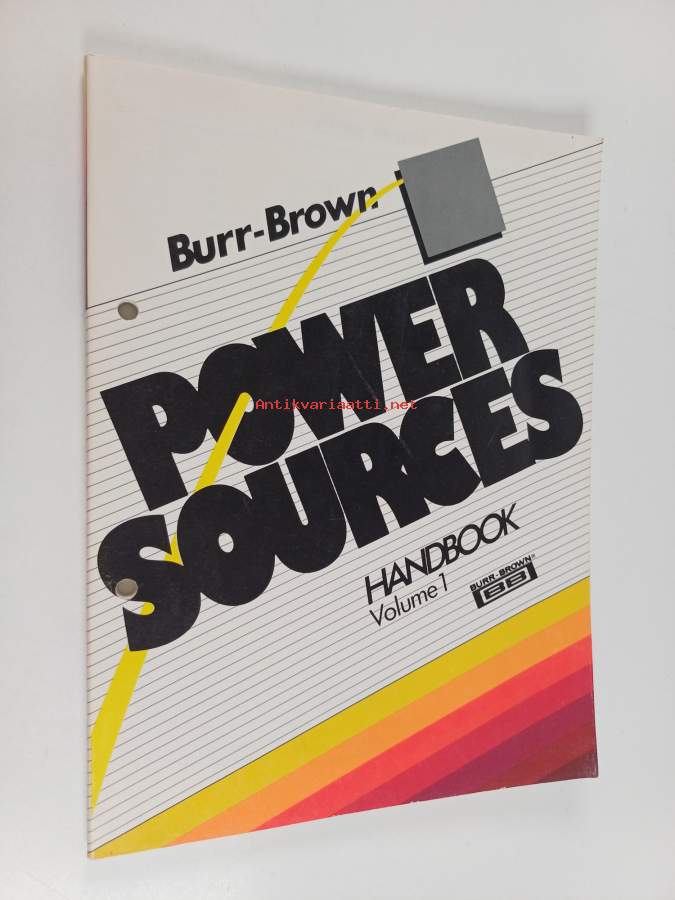 Burr-Brown
POWER
SOURCES
Antikvariaatti.net
HANDBOOK
Volume 1
BURR-BROWN®
BB